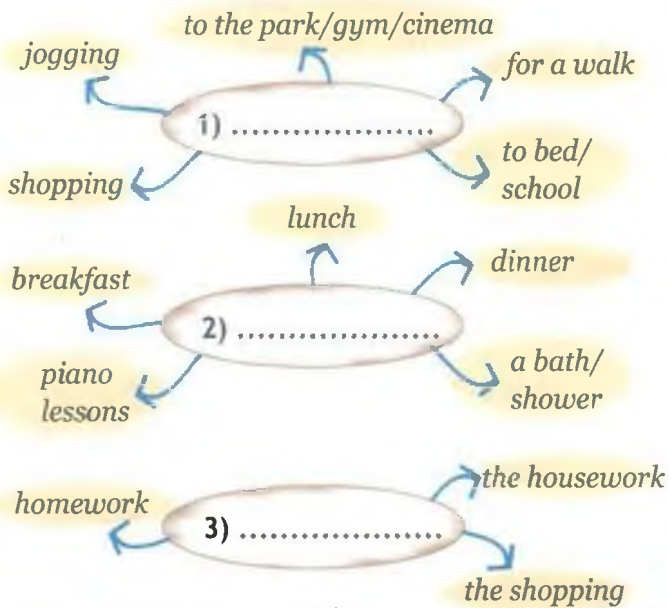 to the park/gym/cinema
jogging
for a walk
1) ....................
shopping
to bed/
school
lunch
breakfast
dinner
2) ....................
piano
lessons
a bath/
shower
homework
the housework
3) ....................
the shopping